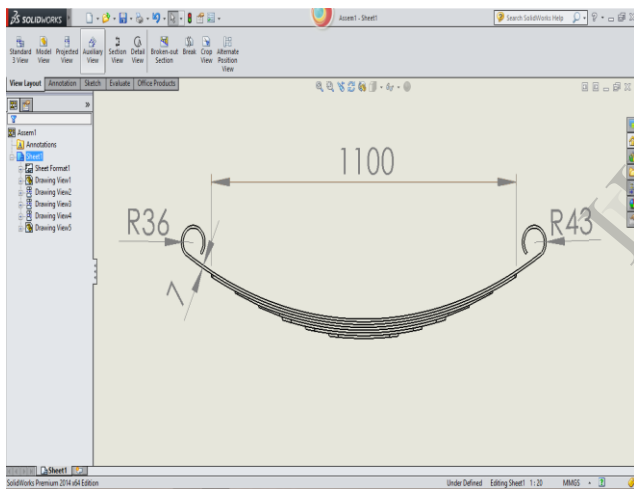 SOLIDWORKS
Assem1 - Sheet1
Search SolidWorks Help
Standard 3 View
Model View
Projected View
Auxiliary View
Section View
Detail View
Broken-out Section
Break
Crop View
Alternate Position View
View Layout
Annotation
Sketch
Evaluate
Office Products
Assem1
Annotations
Sheet1
Sheet Format1
Drawing View1
Drawing View2
Drawing View3
Drawing View4
Drawing View5
1100
R36
R43
7
Sheet1
SolidWorks Premium 2014 x64 Edition
Under Defined
Editing Sheet1
1 : 20
MMGS